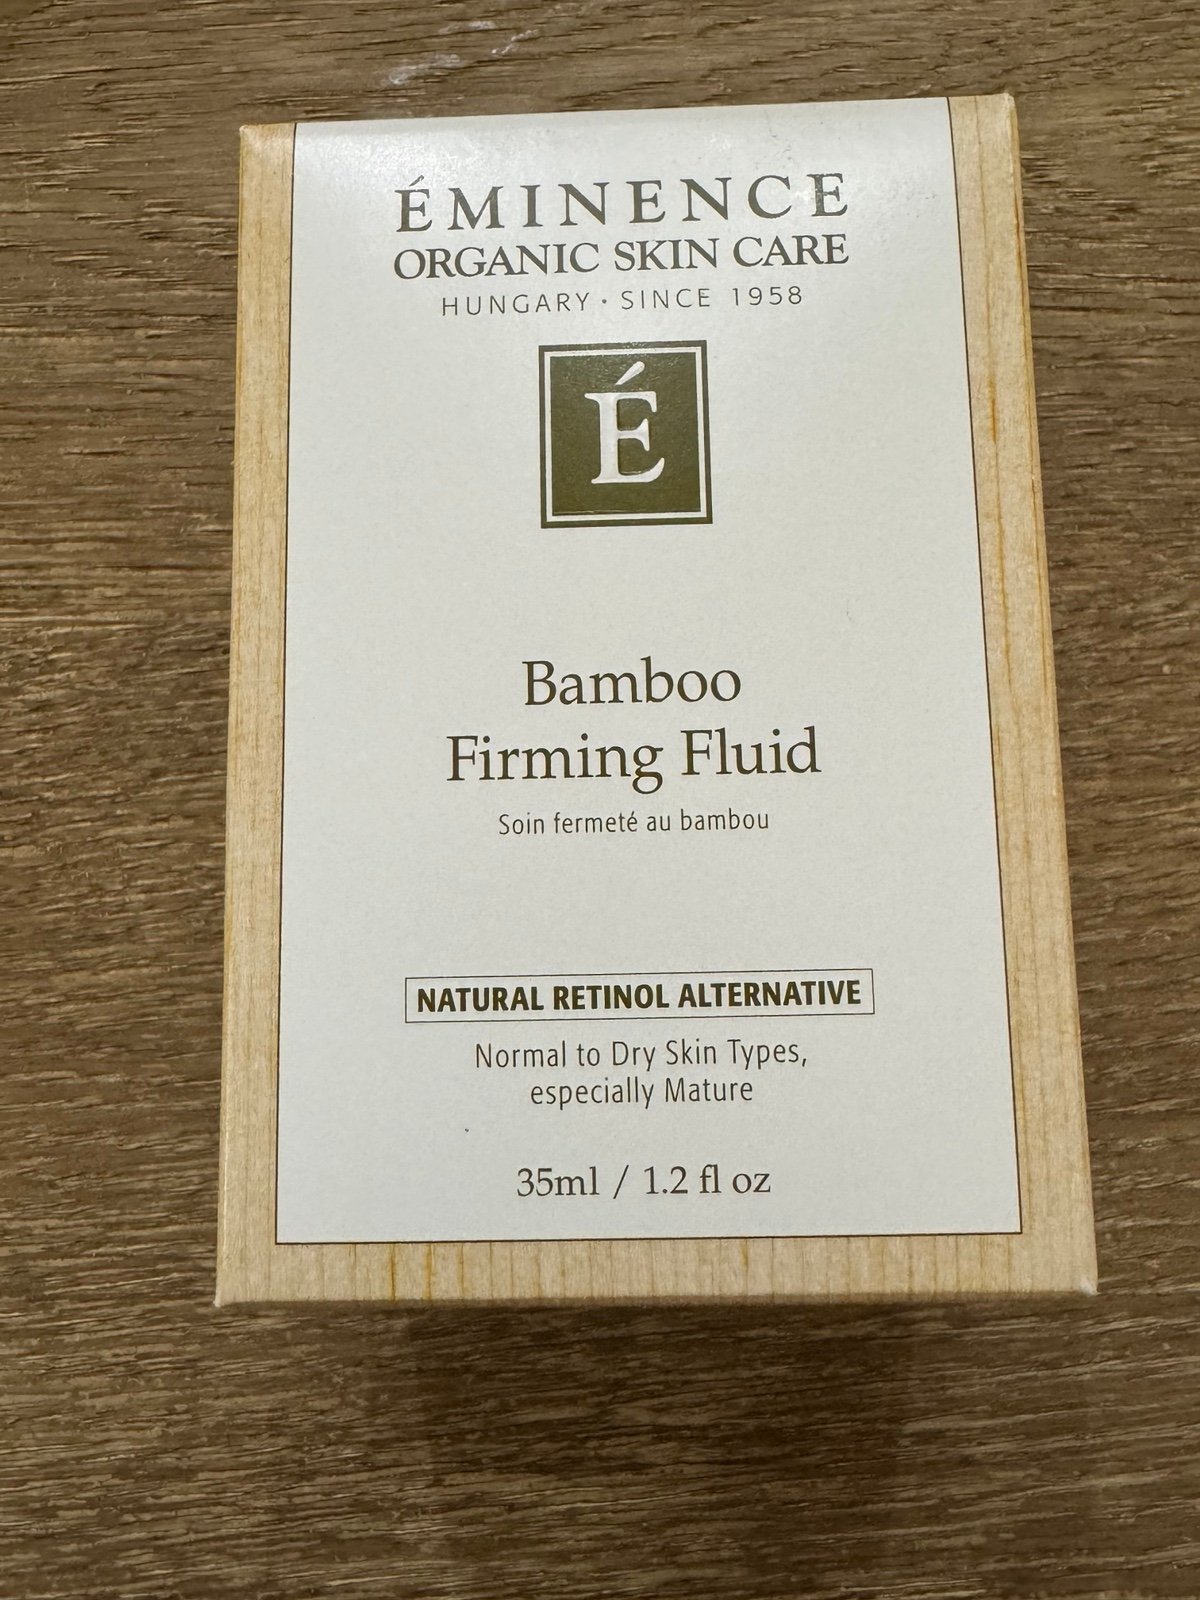 ÉMINENCE
ORGANIC SKIN CARE
HUNGARY • SINCE 1958
É
Bamboo
Firming Fluid
Soin fermeté au bambou
NATURAL RETINOL ALTERNATIVE
Normal to Dry Skin Types,
especially Mature
35ml / 1.2 fl oz